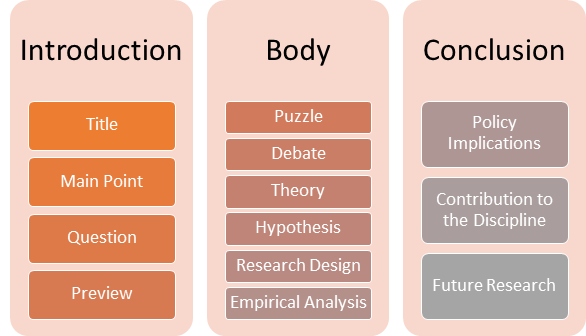 Introduction
Title
Main Point
Question
Preview
Body
Puzzle
Debate
Theory
Hypothesis
Research Design
Empirical Analysis
Conclusion
Policy
Implications
Contribution to
the Discipline
Future Research